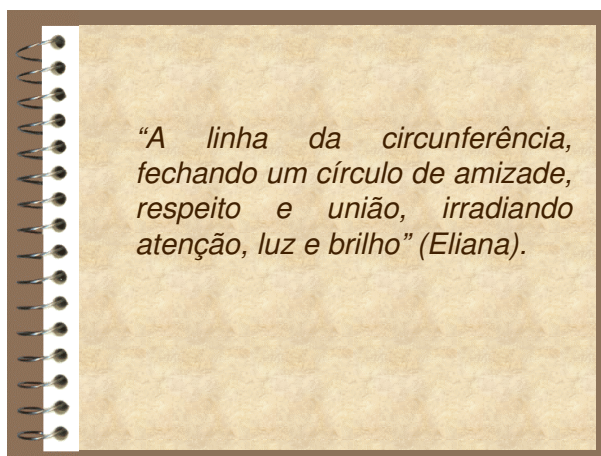 “A linha da circunferência,
fechando um círculo de amizade,
respeito e união, irradiando
atenção, luz e brilho” (Eliana).